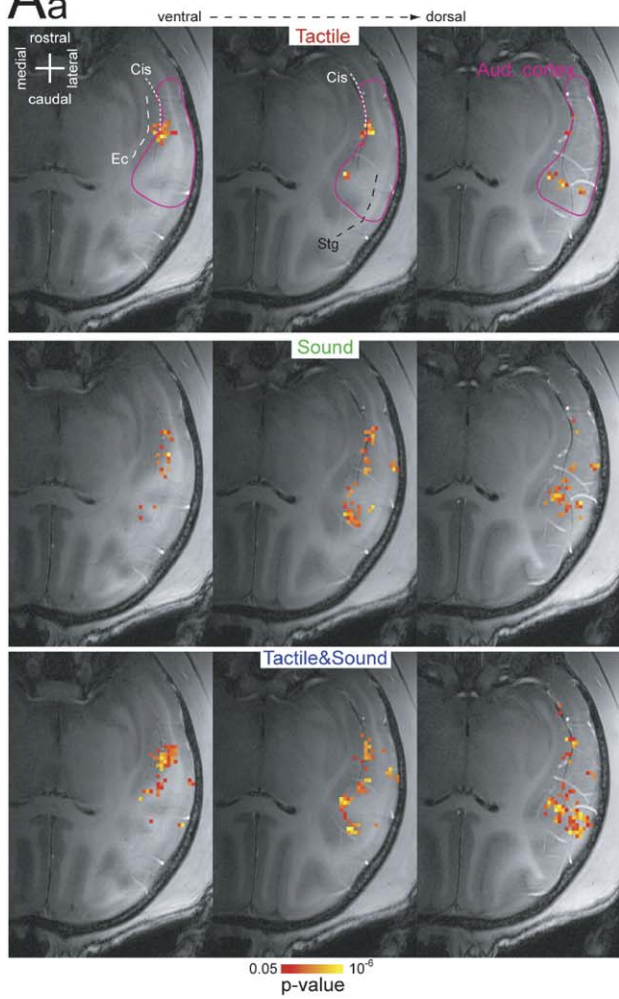 Aa
ventral dorsal
Tactile
rostral
medial
lateral
caudal
Cis
Ec
Cis
Stg
Aud. cortex
Sound
Tactile&Sound
0.05 10-6
p-value